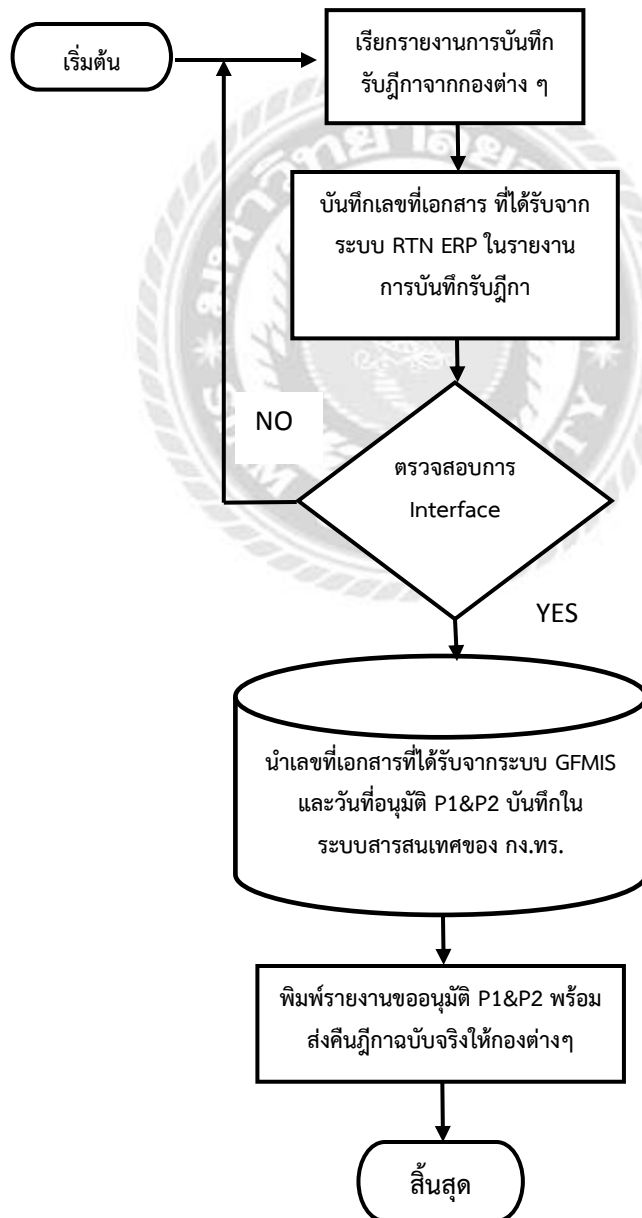 เริ่มต้น
เรียกรายงานการบันทึก
รับฎีกาจากกองต่าง ๆ
บันทึกเลขที่เอกสาร ที่ได้รับจาก
ระบบ RTN ERP ในรายงาน
การบันทึกรับฎีกา
NO
ตรวจสอบการ
Interface
YES
นำเลขที่เอกสารที่ได้รับจากระบบ GFMIS
และวันที่อนุมัติ P1&P2 บันทึกใน
ระบบสารสนเทศของ กง.ทร.
พิมพ์รายงานขออนุมัติ P1&P2 พร้อม
ส่งคืนฎีกาฉบับจริงให้กองต่างๆ
สิ้นสุด